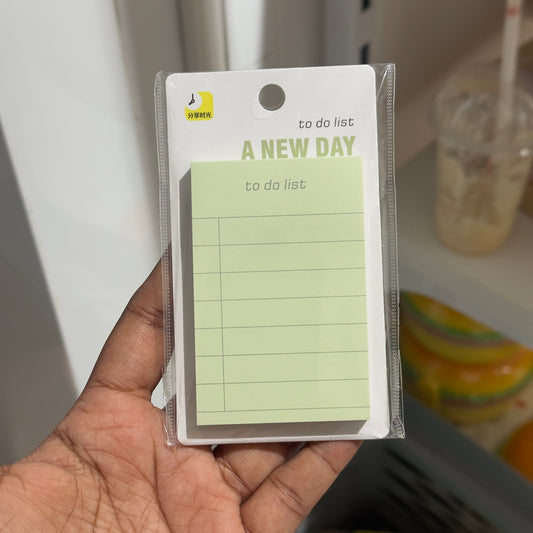 分享时光
to do list
A NEW DAY
to do list